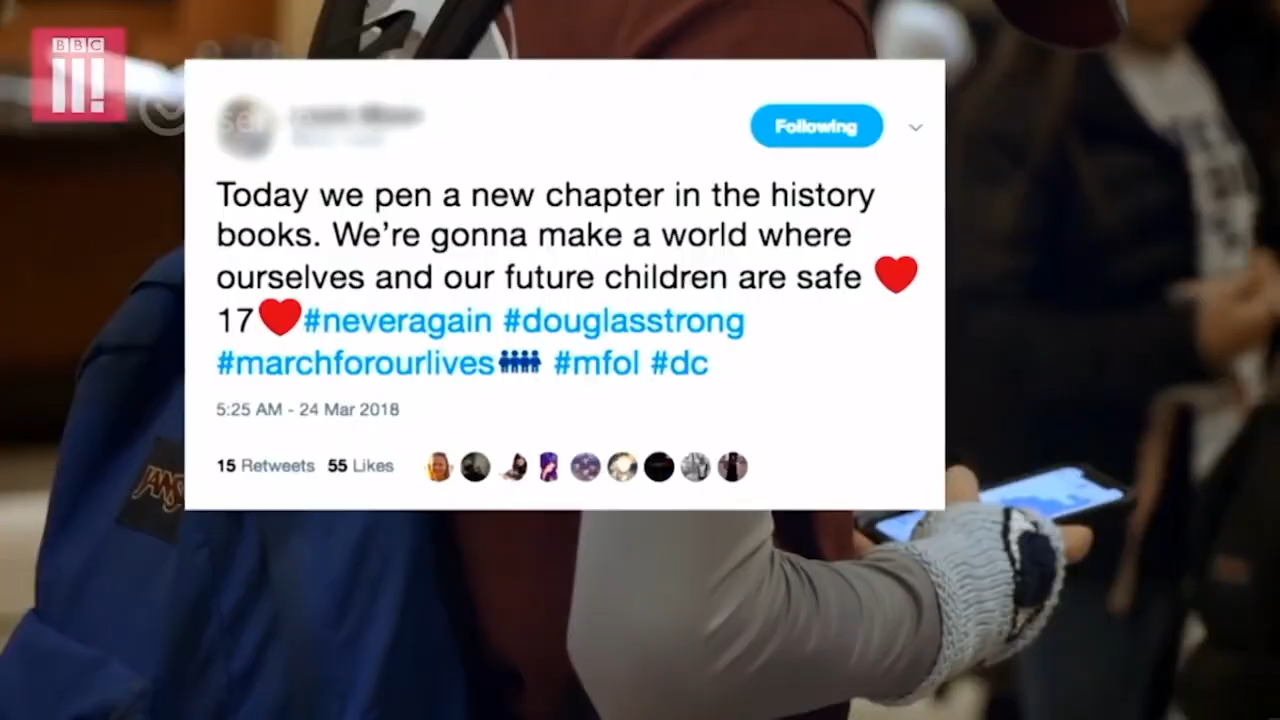 BBC
Following
Today we pen a new chapter in the history
books. We're gonna make a world where
ourselves and our future children are safe ❤
17❤#neveragain #douglasstrong
#marchforourlives #mfol #dc
5:25 AM - 24 Mar 2018
15 Retweets 55 Likes
JANS